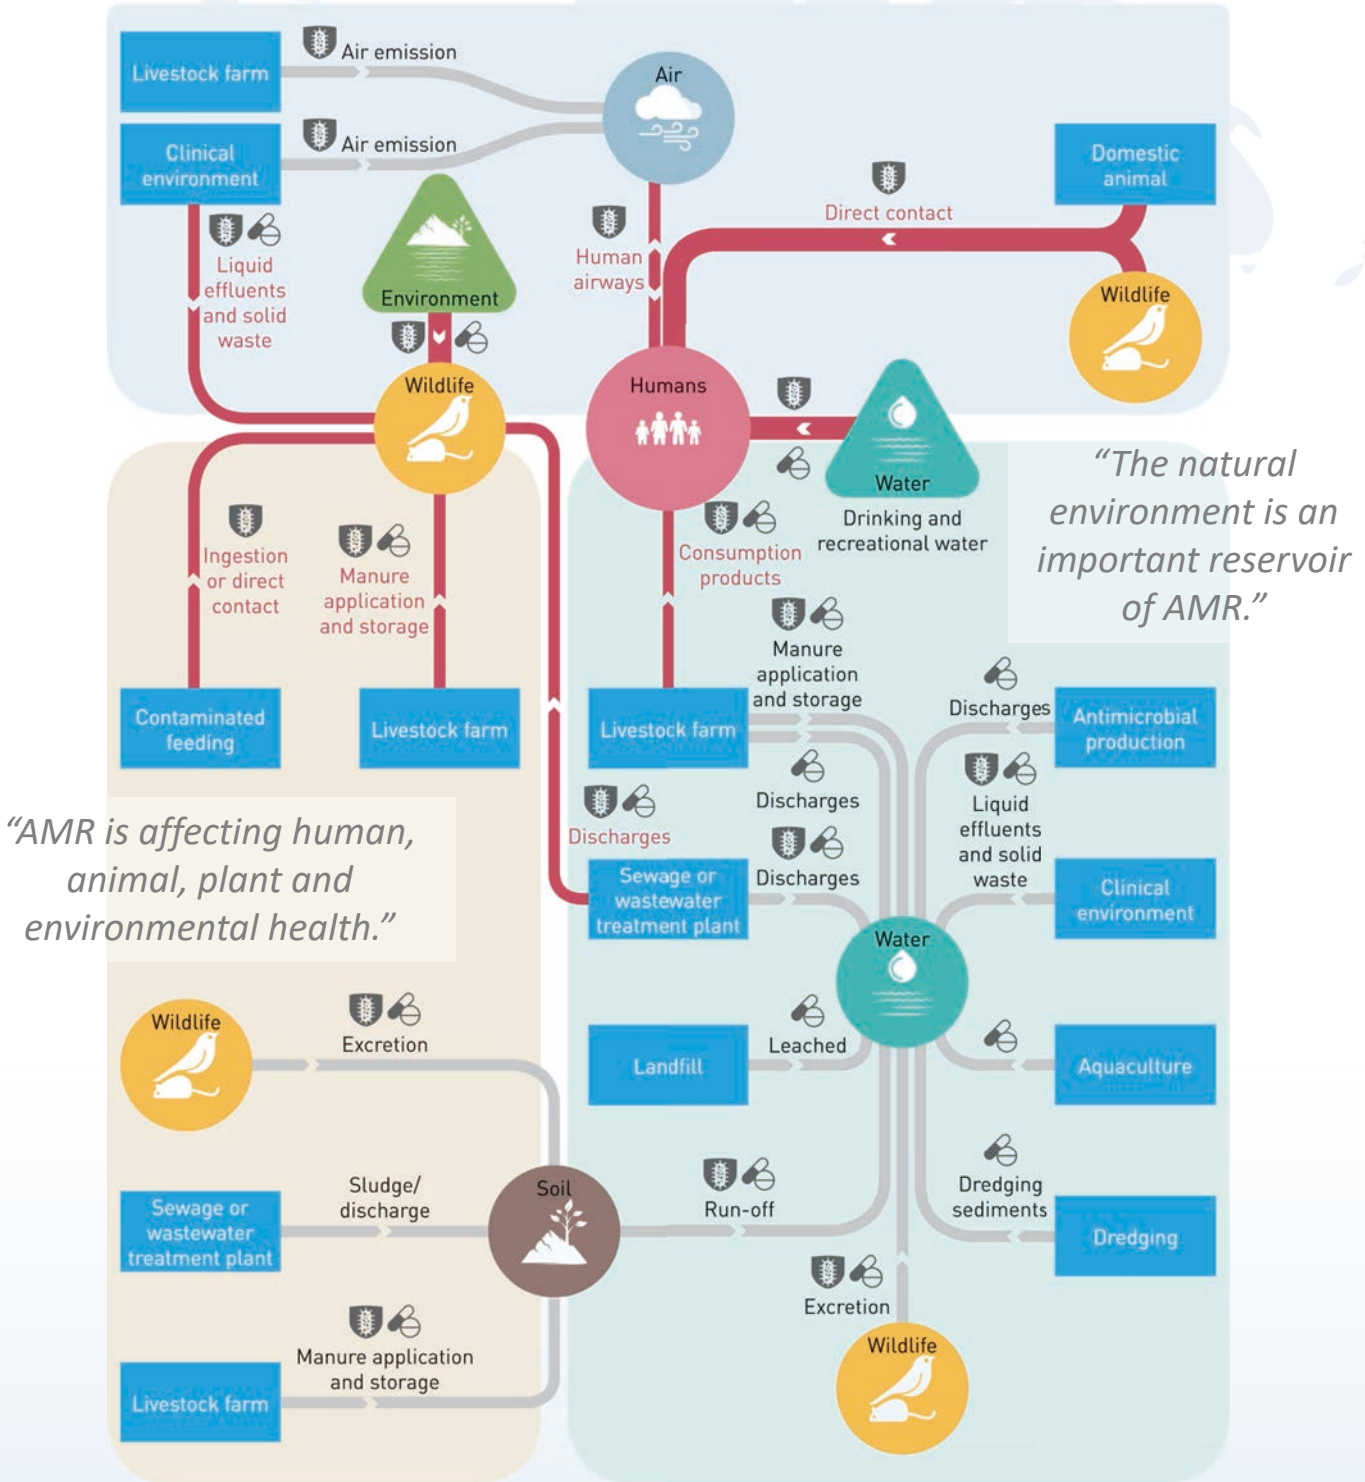 Livestock farm
Air emission
Air
Clinical
environment
Air emission
Domestic
animal
Direct contact
Liquid
effluents
and solid
waste
Environment
Human
airways
Wildlife
Wildlife
Humans
Water
Drinking and
recreational water
“The natural
environment is an
important reservoir
of AMR.”
Ingestion
or direct
contact
Manure
application
and storage
Consumption
products
Manure
application
and storage
Contaminated
feeding
Livestock farm
Livestock farm
Discharges
Antimicrobial
production
Discharges
Liquid
effluents
and solid
waste
“AMR is affecting human,
animal, plant and
environmental health.”
Discharges
Sewage or
wastewater
treatment plant
Discharges
Clinical
environment
Water
Wildlife
Excretion
Landfill
Leached
Aquaculture
Sewage or
wastewater
treatment plant
Sludge/
discharge
Soil
Run-off
Dredging
sediments
Dredging
Excretion
Livestock farm
Manure application
and storage
Wildlife